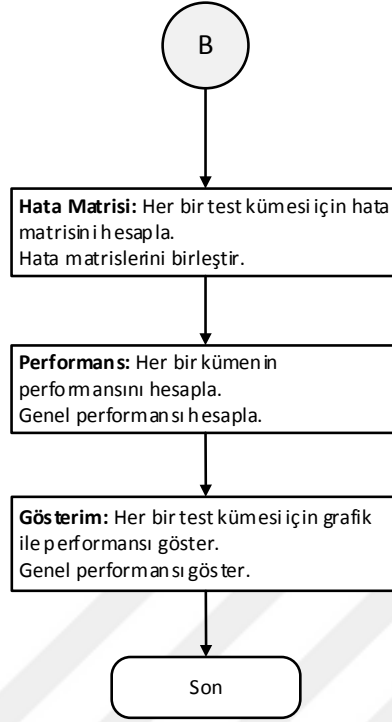 B
Hata Matrisi: Her bir test kümesi için hata
matrisini hesapla.
Hata matrislerini birleştir.
Performans: Her bir kümenin
performansını hesapla.
Genel performansı hesapla.
Gösterim: Her bir test kümesi için grafik
ile performansı göster.
Genel performansı göster.
Son